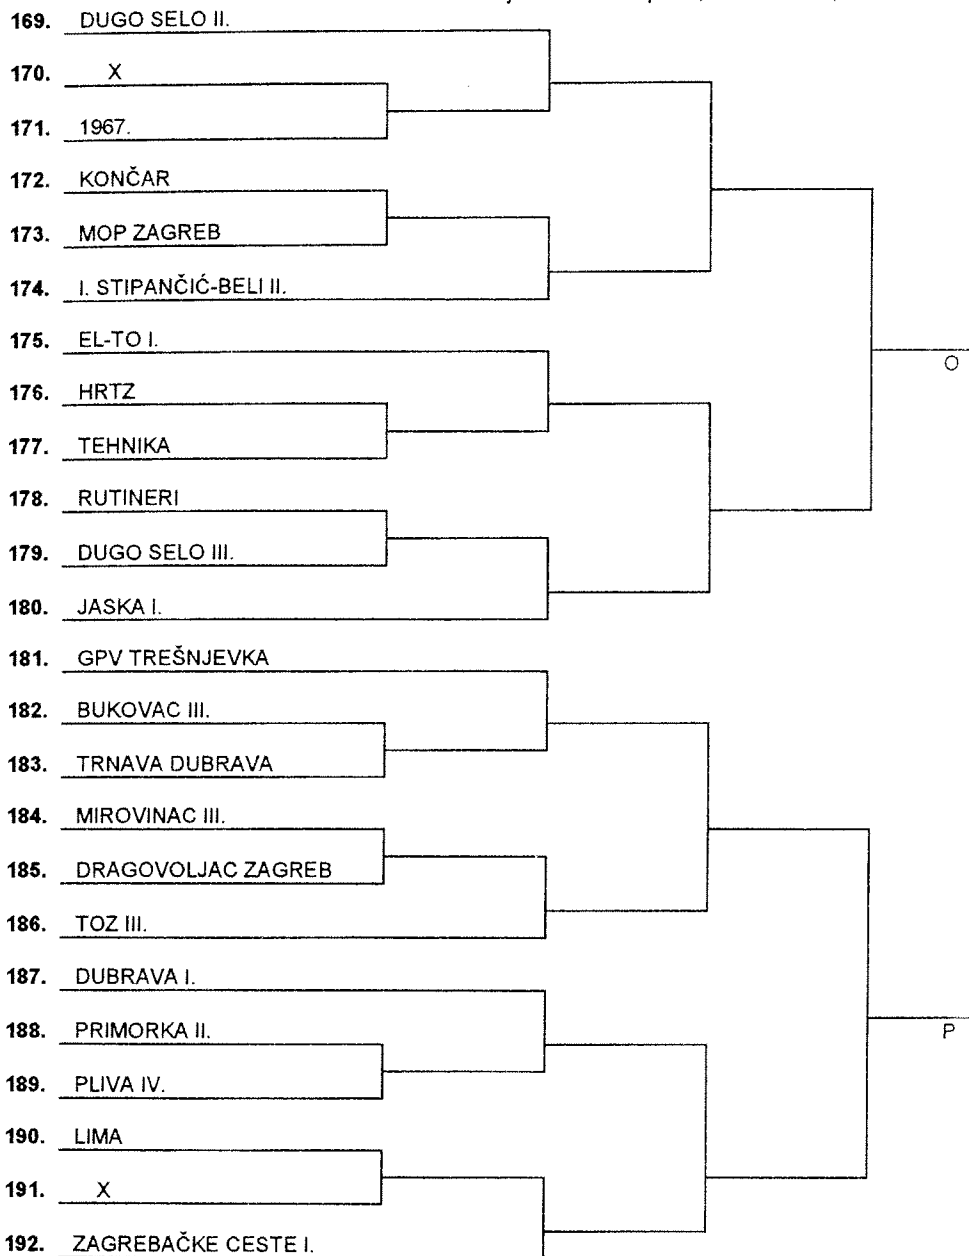 169. DUGO SELO II.
170. X
171. 1967.
172. KONČAR
173. MOP ZAGREB
174. I. STIPANČIĆ-BELI II.
175. EL-TO I.
O
176. HRTZ
177. TEHNIKA
178. RUTINERI
179. DUGO SELO III.
180. JASKA I.
181. GPV TREŠNJEVKA
182. BUKOVAC III.
183. TRNAVA DUBRAVA
184. MIROVINAC III.
185. DRAGOVOLJAC ZAGREB
186. TOZ III.
187. DUBRAVA I.
188. PRIMORKA II.
P
189. PLIVA IV.
190. LIMA
191. X
192. ZAGREBAČKE CESTE I.